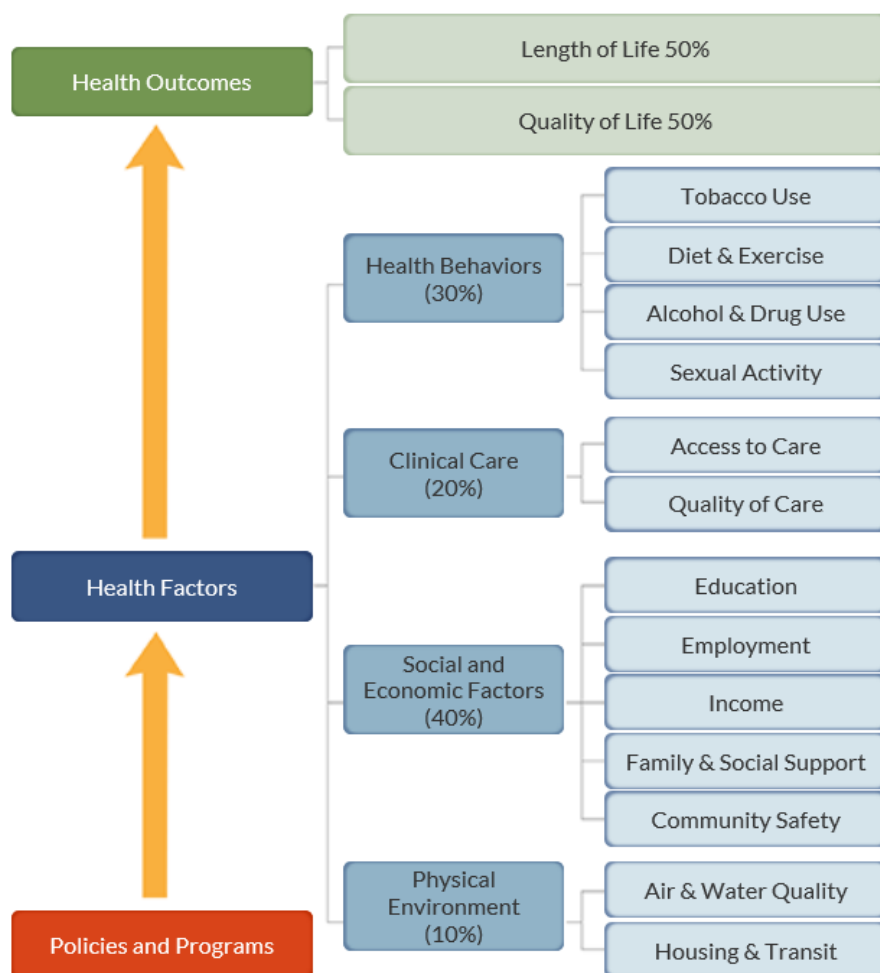 Health Outcomes
Length of Life 50%
Quality of Life 50%
Health Factors
Health Behaviors
(30%)
Tobacco Use
Diet & Exercise
Alcohol & Drug Use
Sexual Activity
Clinical Care
(20%)
Access to Care
Quality of Care
Social and
Economic Factors
(40%)
Education
Employment
Income
Family & Social Support
Community Safety
Physical
Environment
(10%)
Air & Water Quality
Housing & Transit
Policies and Programs